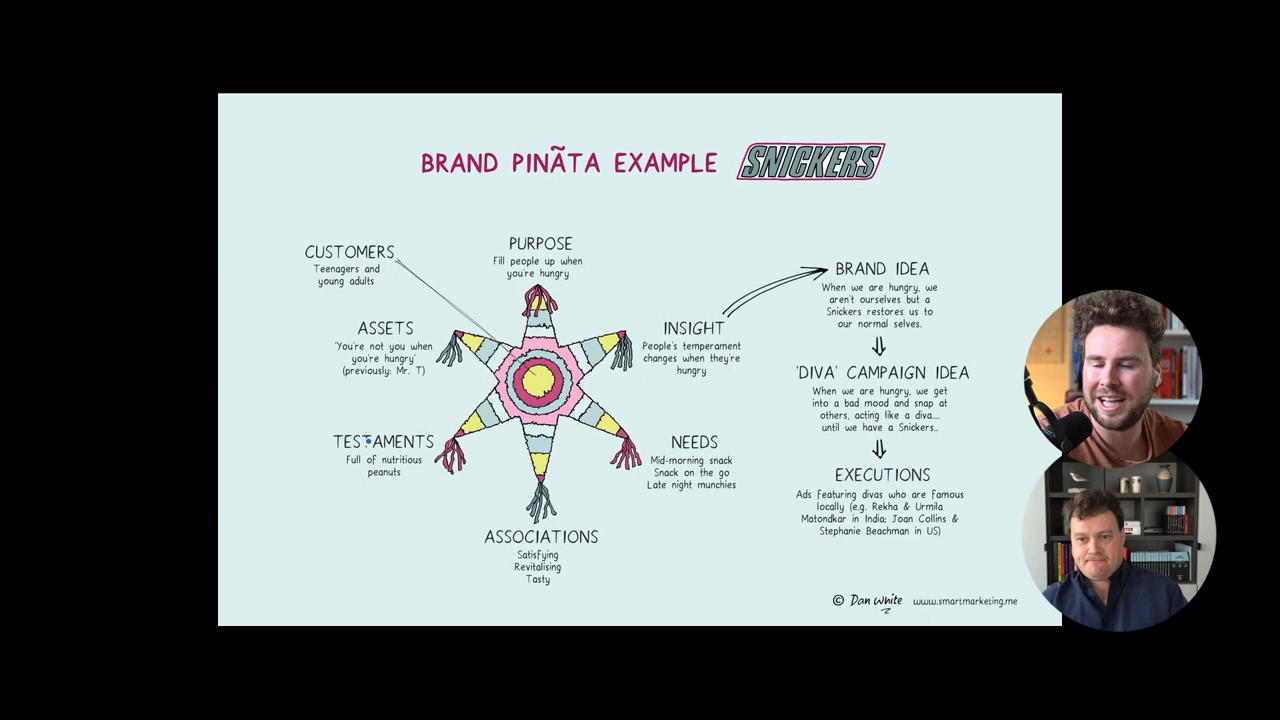 BRAND PINÃTA EXAMPLE
SNICKERS
CUSTOMERS
Teenagers and
young adults
PURPOSE
Fill people up when
you're hungry
ASSETS
'You're not you when
you're hungry'
(previously: Mr. T)
INSIGHT
People's temperament
changes when they're
hungry
TESTAMENTS
Full of nutritious
peanuts
NEEDS
Mid-morning snack
Snack on the go
Late night munchies
ASSOCIATIONS
Satisfying
Revitalising
Tasty
BRAND IDEA
When we are hungry, we
aren't ourselves but a
Snickers restores us to
our normal selves.
'DIVA' CAMPAIGN IDEA
When we are hungry, we get
into a bad mood and snap at
others, acting like a diva....
until we have a Snickers..
EXECUTIONS
Ads featuring divas who are famous
locally (e.g. Rekha & Urmila
Matondkar in India; Joan Collins &
Stephanie Beachman in US)
© Dan White www.smartmarketing.me